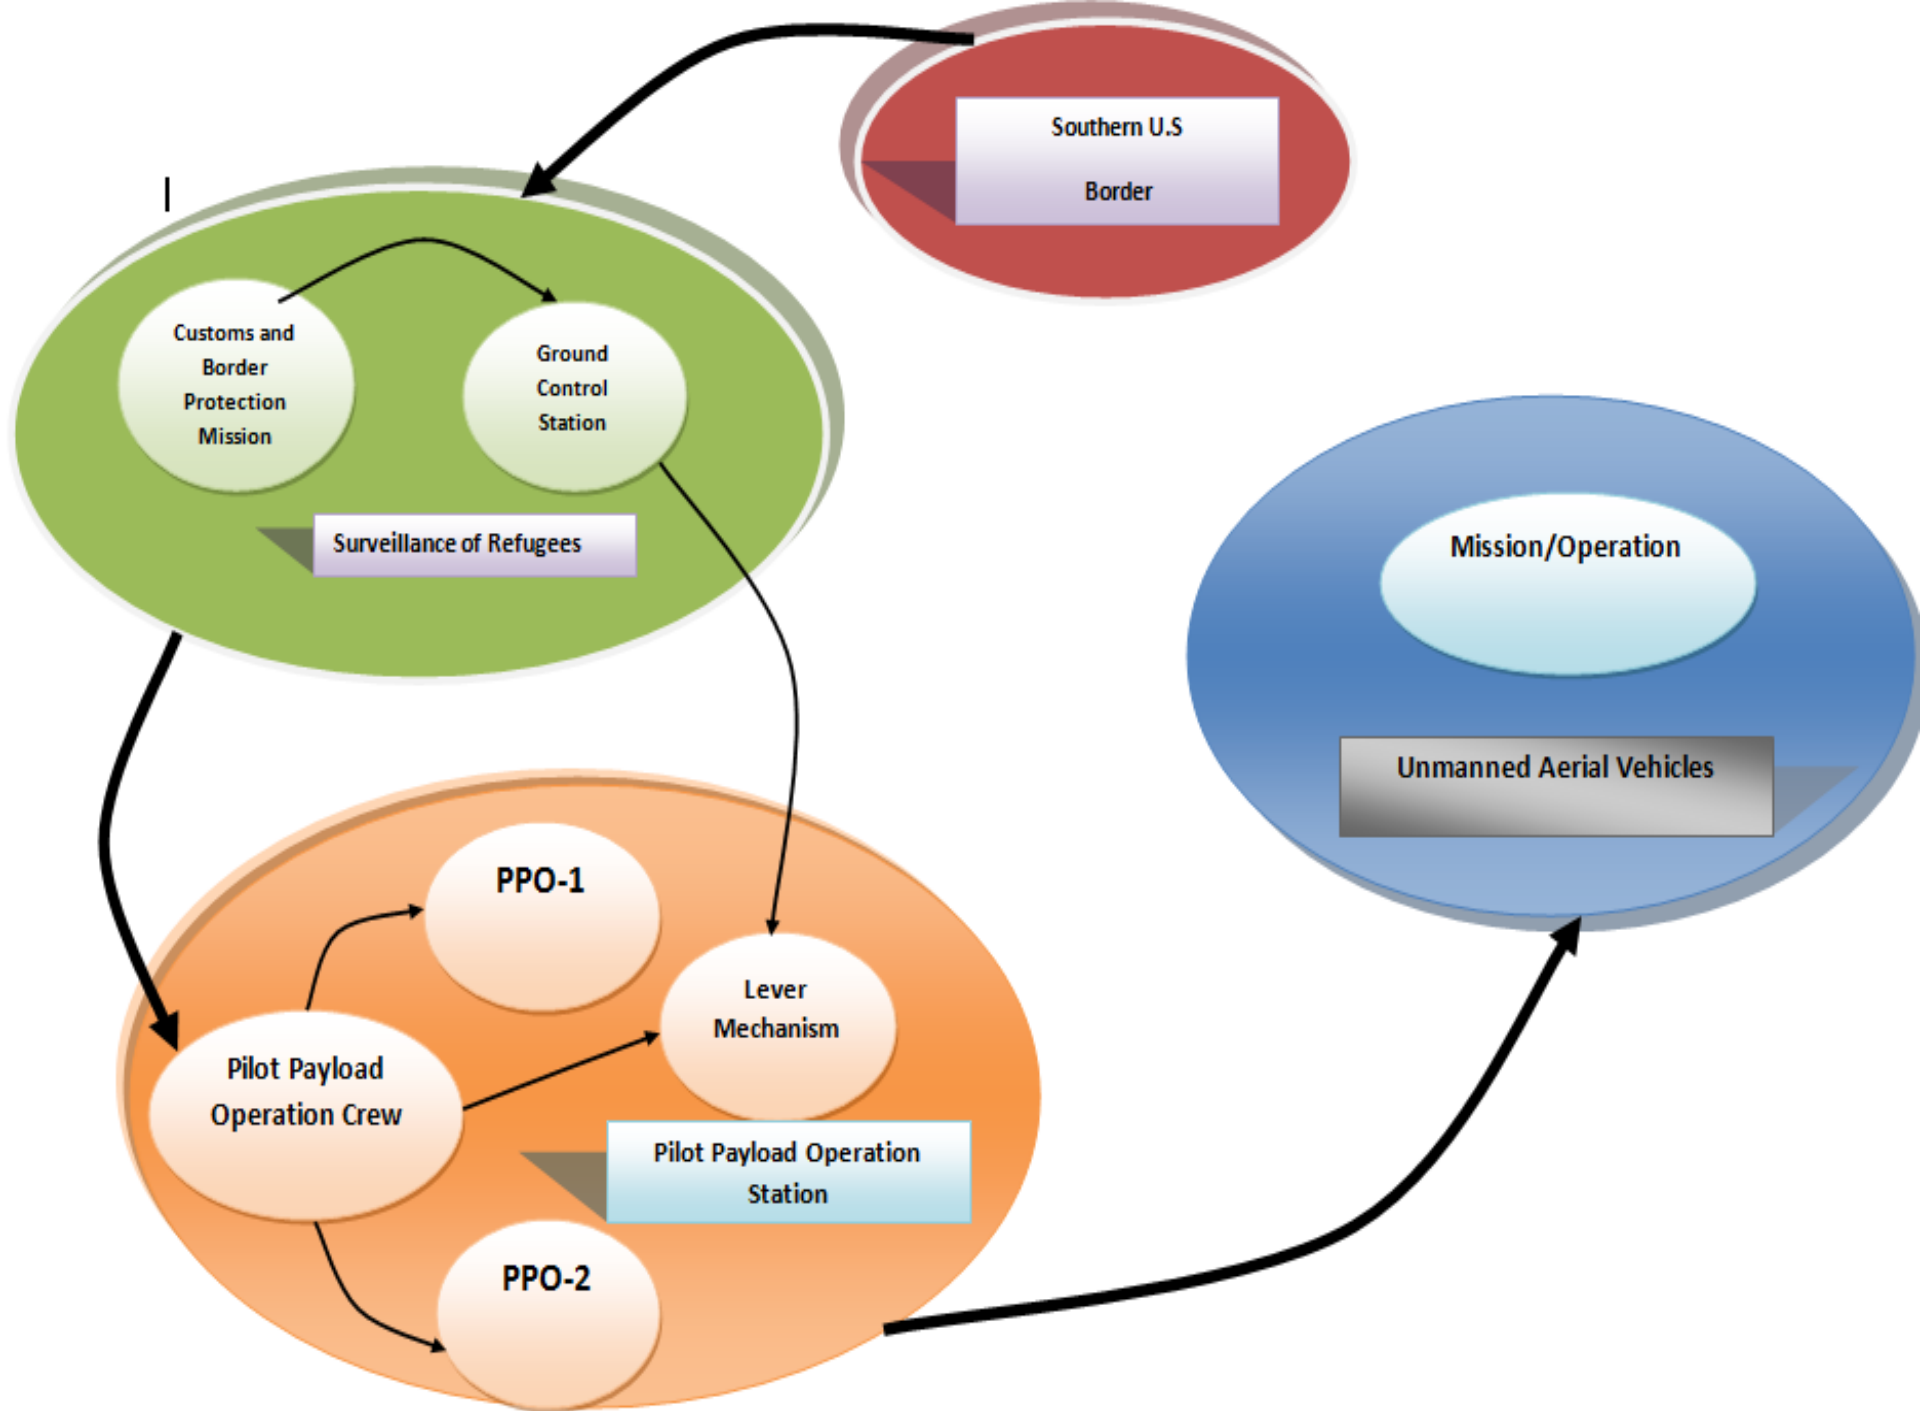 Southern U.S
Border
Customs and
Border
Protection
Mission
Ground
Control
Station
Surveillance of Refugees
Mission/Operation
Unmanned Aerial Vehicles
PPO-1
Lever
Mechanism
Pilot Payload
Operation Crew
Pilot Payload Operation
Station
PPO-2